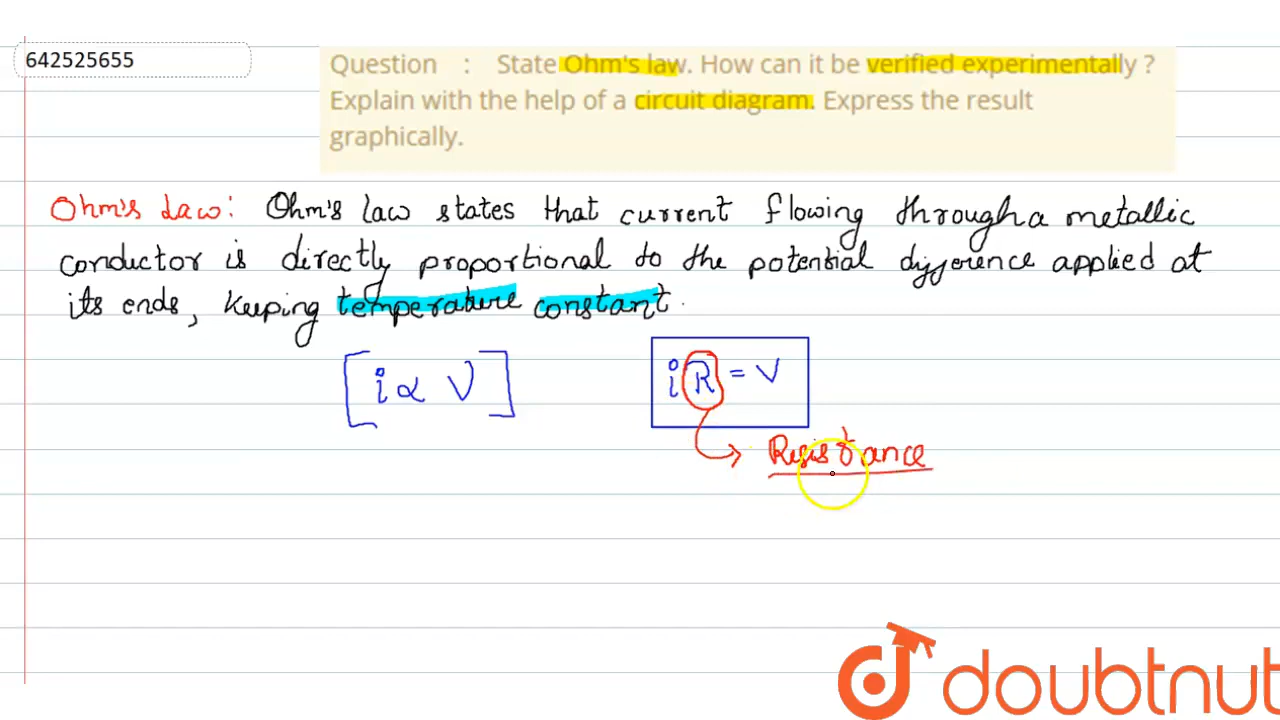 642525655
Question : State Ohm's law. How can it be verified experimentally ?
Explain with the help of a circuit diagram. Express the result
graphically.
Ohm's Law: Ohm's law states that current flowing through a metallic
conductor is directly proportional to the potential difference applied at
its ends, keeping temperature constant.
[i ∝ V]
iR = V
Resistance
doubtnut